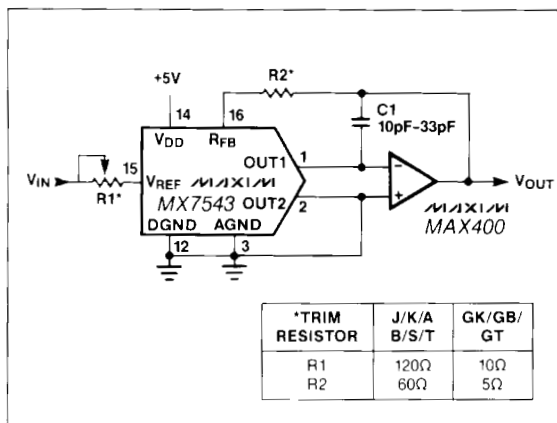 R2*
+5V
14
16
C1
10pF–33pF
VDD
RFB
OUT1
1
VIN
15
VREF
MAXIM
−
R1*
MX7543
OUT2
2
+
VOUT
DGND
AGND
MAXIM
12
3
MAX400
*TRIM RESISTOR
J/K/A B/S/T
GK/GB/ GT
R1
120Ω
10Ω
R2
60Ω
5Ω